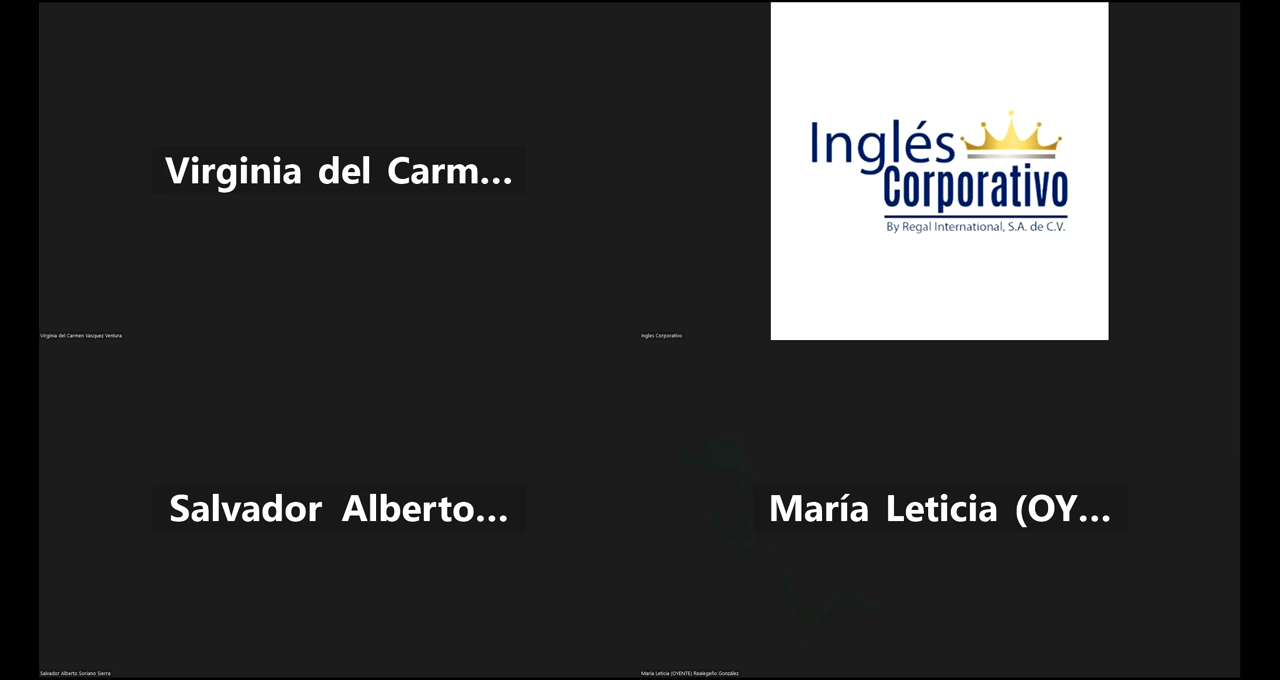 Virginia del Carm...
Virginia del Carmen Vasquez Ventura
Inglés
Corporativo
By Regal International, S.A. de C.V.
Ingles Corporativo
Salvador Alberto...
Salvador Alberto Soriano Sierra
María Leticia (OY...
María Leticia (OYENTE) Realegeño González